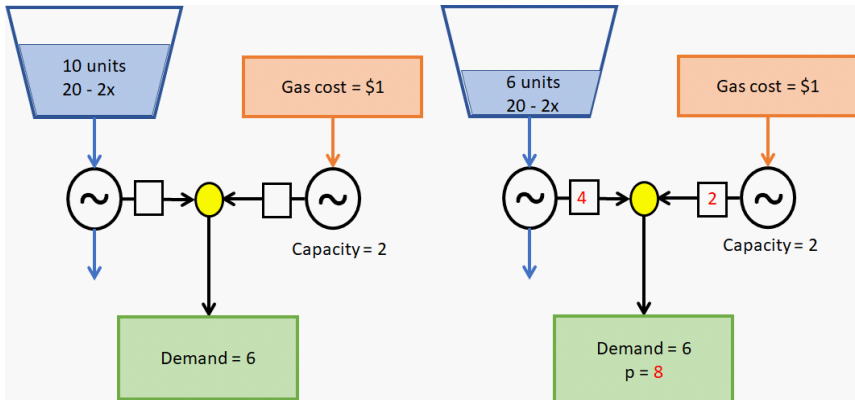 10 units
20 - 2x
Gas cost = $1
Capacity = 2
Demand = 6
6 units
20 - 2x
Gas cost = $1
4
2
Capacity = 2
Demand = 6
p = 8